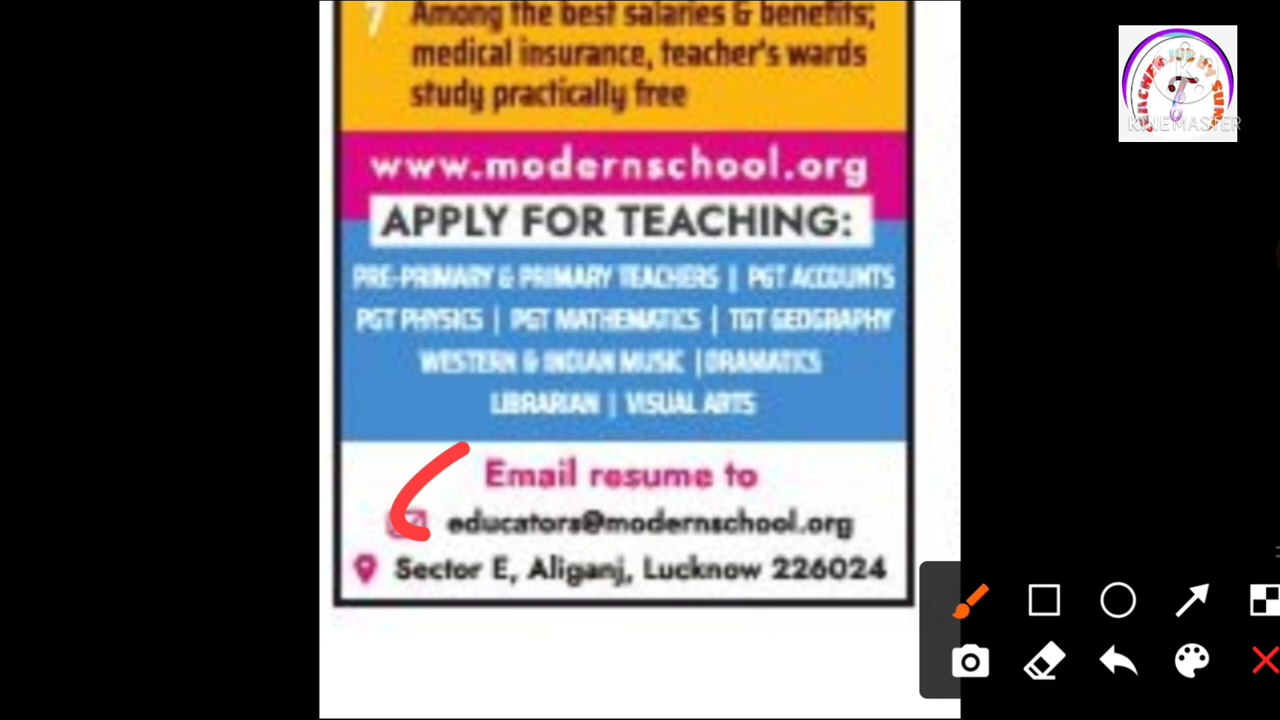 7 Among the best salaries & benefits;
medical insurance, teacher's wards
study practically free
www.modernschool.org
APPLY FOR TEACHING:
PRE-PRIMARY & PRIMARY TEACHERS | PGT ACCOUNTS
PGT PHYSICS | PGT MATHEMATICS | TGT GEOGRAPHY
WESTERN & INDIAN MUSIC | DRAMATICS
LIBRARIAN | VISUAL ARTS
Email resume to
educators@modernschool.org
Sector E, Aliganj, Lucknow 226024
KINEMASTER